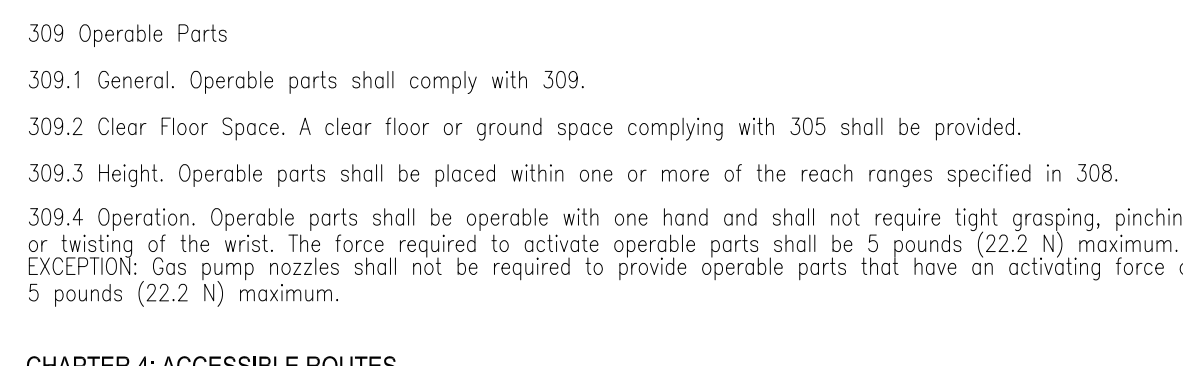 309 Operable Parts
309.1 General. Operable parts shall comply with 309.
309.2 Clear Floor Space. A clear floor or ground space complying with 305 shall be provided.
309.3 Height. Operable parts shall be placed within one or more of the reach ranges specified in 308.
309.4 Operation. Operable parts shall be operable with one hand and shall not require tight grasping, pinchin
or twisting of the wrist. The force required to activate operable parts shall be 5 pounds (22.2 N) maximum.
EXCEPTION: Gas pump nozzles shall not be required to provide operable parts that have an activating force
5 pounds (22.2 N) maximum.
CHAPTER 4: ACCESSIBLE ROUTES